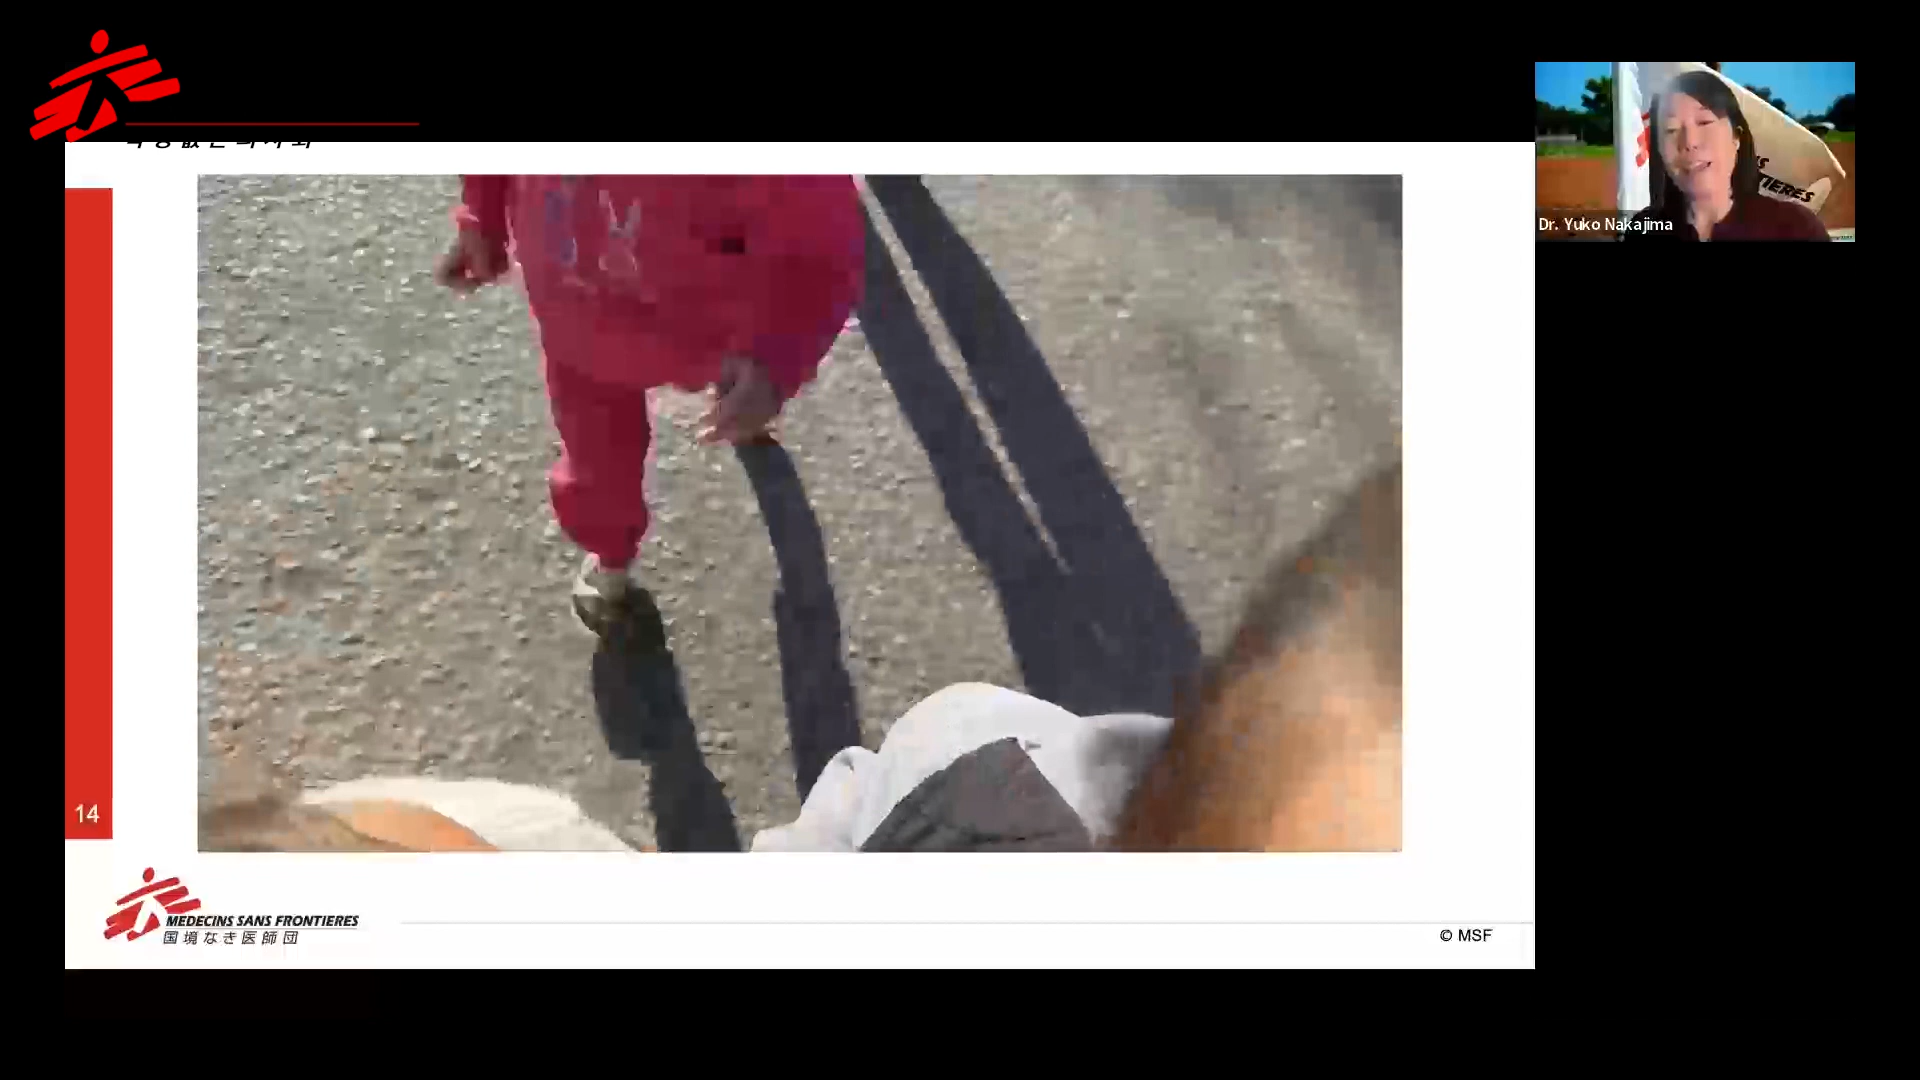 Dr. Yuko Nakajima
14
MEDECINS SANS FRONTIERES
国境なき医師団
© MSF